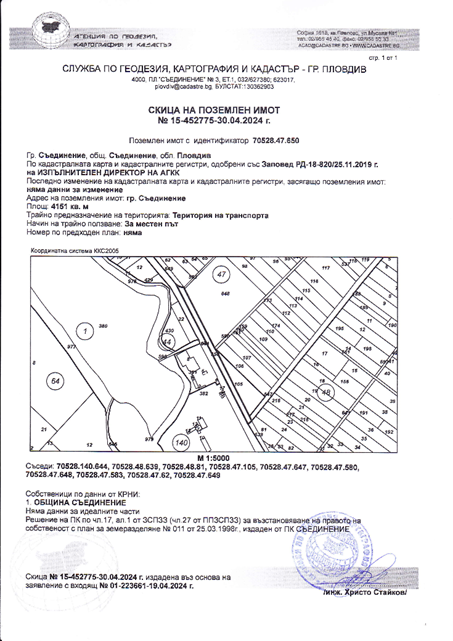 АГЕНЦИЯ ПО ГЕОДЕЗИЯ,
КАРТОГРАФИЯ И КАДАСТЪР
стр. 1 от 1
СЛУЖБА ПО ГЕОДЕЗИЯ, КАРТОГРАФИЯ И КАДАСТЪР - ГР. ПЛОВДИВ
4000, ПЛ "СЪЕДИНЕНИЕ" № 3, ЕТ.1, 032/627380; 623017,
plovdiv@cadastre.bg, БУЛСТАТ:130362903
СКИЦА НА ПОЗЕМЛЕН ИМОТ
№ 15-452775-30.04.2024 г.
Поземлен имот с идентификатор 70528.47.650
Гр. Съединение, общ. Съединение, обл. Пловдив
По кадастралната карта и кадастралните регистри, одобрени със Заповед РД-18-820/25.11.2019 г.
на ИЗПЪЛНИТЕЛЕН ДИРЕКТОР НА АГКК
Последно изменение на кадастралната карта и кадастралните регистри, засягащо поземления имот:
няма данни за изменение
Адрес на поземления имот: гр. Съединение
Площ: 4151 кв. м
Трайно предназначение на територията: Територия на транспорта
Начин на трайно ползване: За местен път
Номер по предходен план: няма
Координатна система ККС2005
47
1
44
64
48
140
М 1:5000
Съседи: 70528.140.644, 70528.48.639, 70528.48.81, 70528.47.105, 70528.47.647, 70528.47.580,
70528.47.648, 70528.47.583, 70528.47.62, 70528.47.649
Собственици по данни от КРНИ:
1. ОБЩИНА СЪЕДИНЕНИЕ
Няма данни за идеалните части
Решение на ПК по чл.17, ал.1 от ЗСПЗЗ (чл.27 от ППЗСПЗЗ) за възстановяване на правото на
собственост с план за земеразделяне № 011 от 25.03.1998г., издаден от ПК СЪЕДИНЕНИЕ
Скица № 15-452775-30.04.2024 г. издадена въз основа на
заявление с входящ № 01-223661-19.04.2024 г.
/инж. Христо Стайков/